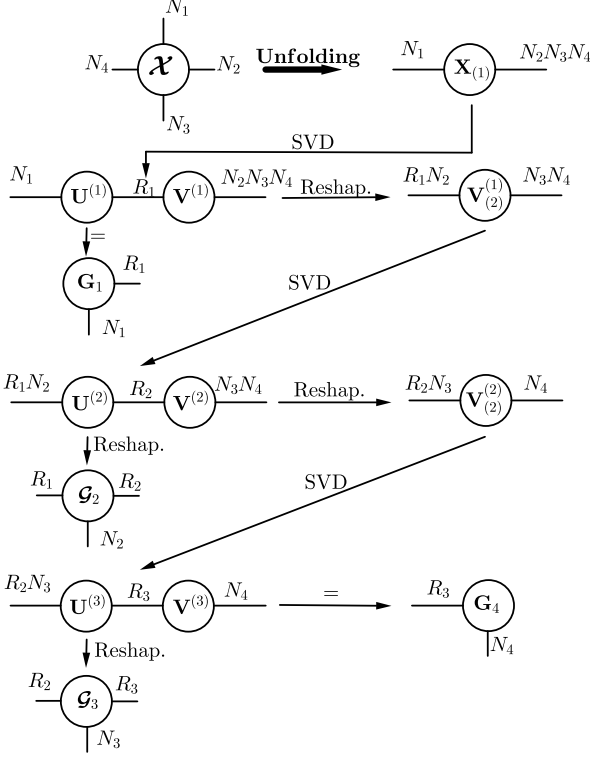 N₁
N₄ 𝓧 N₂ Unfolding N₁ X₍₁₎ N₂N₃N₄
N₃
SVD
N₁ U⁽¹⁾ R₁ V⁽¹⁾ N₂N₃N₄ Reshap. R₁N₂ V₍₂₎⁽¹⁾ N₃N₄
=
G₁ R₁
N₁
SVD
R₁N₂ U⁽²⁾ R₂ V⁽²⁾ N₃N₄ Reshap. R₂N₃ V₍₂₎⁽²⁾ N₄
Reshap.
R₁ 𝓖₂ R₂
N₂
SVD
R₂N₃ U⁽³⁾ R₃ V⁽³⁾ N₄ = R₃ G₄
N₄
Reshap.
R₂ 𝓖₃ R₃
N₃